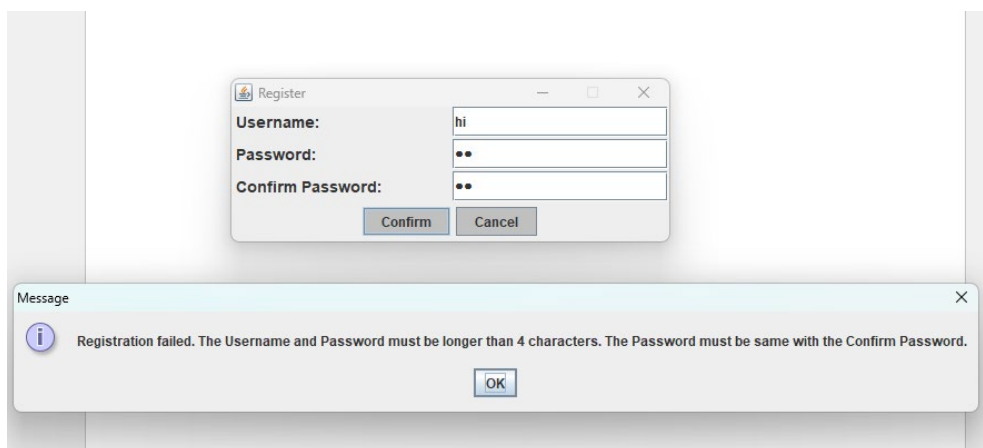 Register
Username: hi
Password: ••
Confirm Password: ••
Confirm Cancel
Message
Registration failed. The Username and Password must be longer than 4 characters. The Password must be same with the Confirm Password.
OK